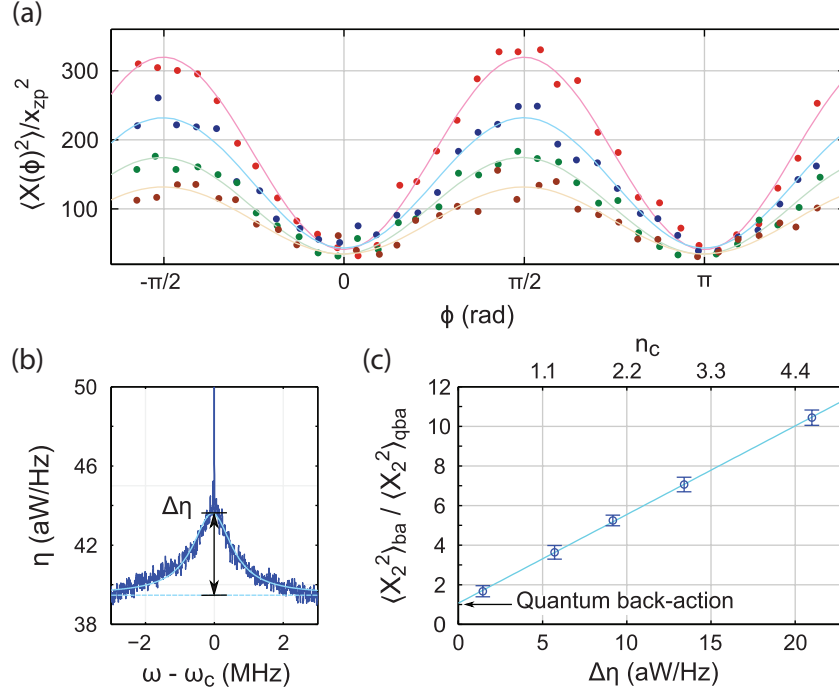 (a)
⟨X(ϕ)²⟩/x_zp²
300
200
100
-π/2
0
π/2
π
ϕ (rad)
(b)
η (aW/Hz)
50
46
42
38
Δη
−2
0
2
ω - ω_c (MHz)
(c)
n_c
1.1
2.2
3.3
4.4
⟨X₂²⟩_ba / ⟨X₂²⟩_qba
12
10
8
6
4
2
0
Quantum back-action
0
5
10
15
20
Δη (aW/Hz)